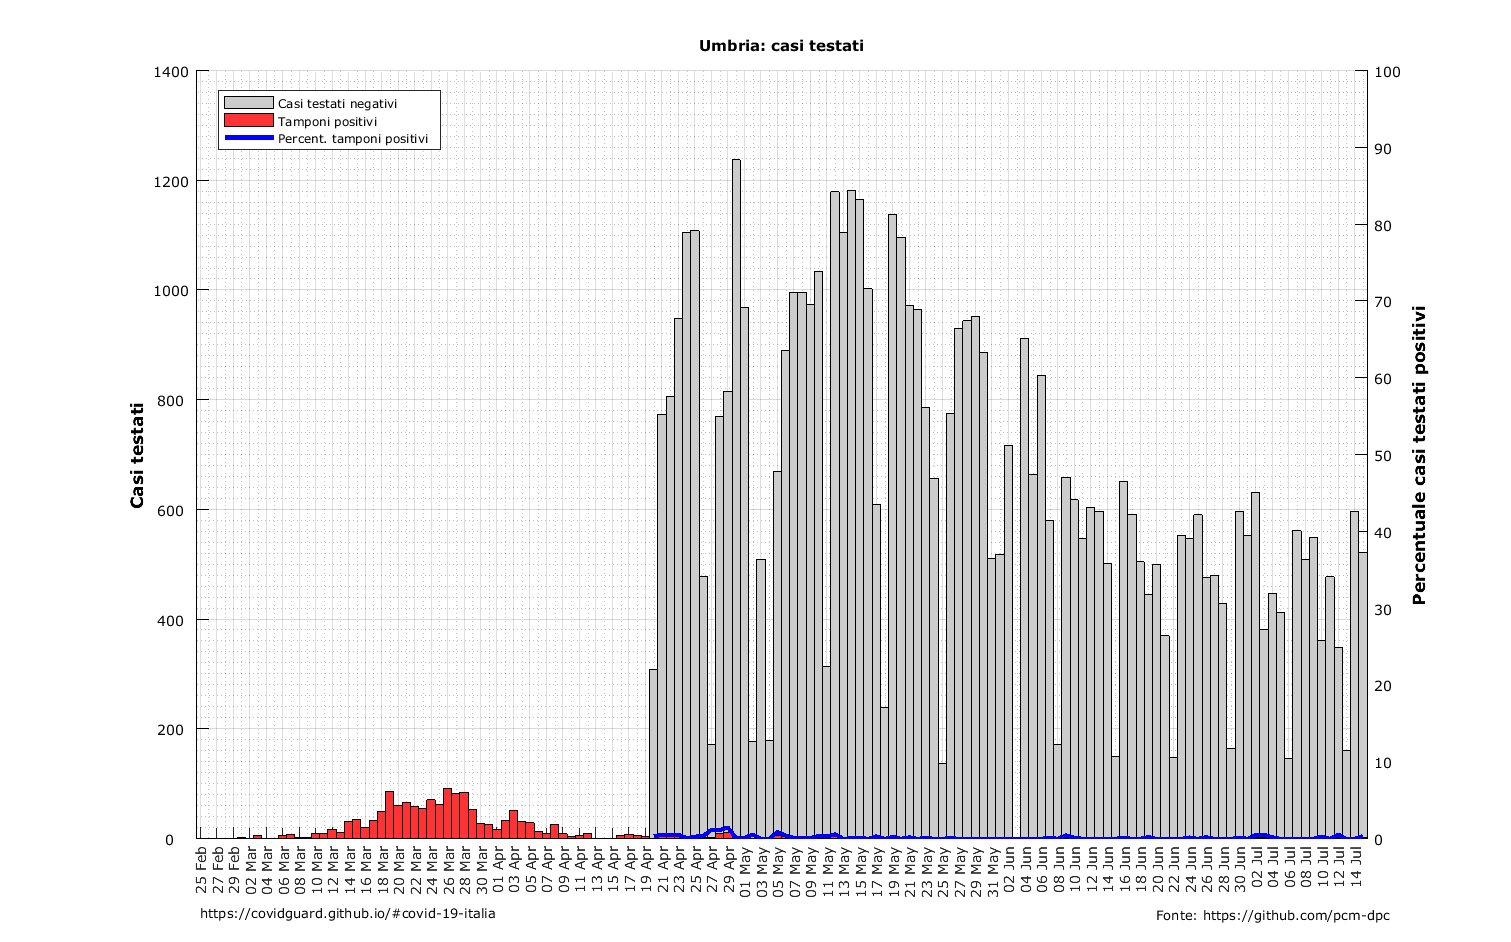 Umbria: casi testati
1400
1200
1000
800
600
400
200
0
100
90
80
70
60
50
40
30
20
10
0
Casi testati negativi
Tamponi positivi
Percent. tamponi positivi
Casi testati
Percentuale casi testati positivi
25 Feb
27 Feb
29 Feb
02 Mar
04 Mar
06 Mar
08 Mar
10 Mar
12 Mar
14 Mar
16 Mar
18 Mar
20 Mar
22 Mar
24 Mar
26 Mar
28 Mar
30 Mar
01 Apr
03 Apr
05 Apr
07 Apr
09 Apr
11 Apr
13 Apr
15 Apr
17 Apr
19 Apr
21 Apr
23 Apr
25 Apr
27 Apr
29 Apr
01 May
03 May
05 May
07 May
09 May
11 May
13 May
15 May
17 May
19 May
21 May
23 May
25 May
27 May
29 May
31 May
02 Jun
04 Jun
06 Jun
08 Jun
10 Jun
12 Jun
14 Jun
16 Jun
18 Jun
20 Jun
22 Jun
24 Jun
26 Jun
28 Jun
30 Jun
02 Jul
04 Jul
06 Jul
08 Jul
10 Jul
12 Jul
14 Jul
https://covidguard.github.io/#covid-19-italia
Fonte: https://github.com/pcm-dpc